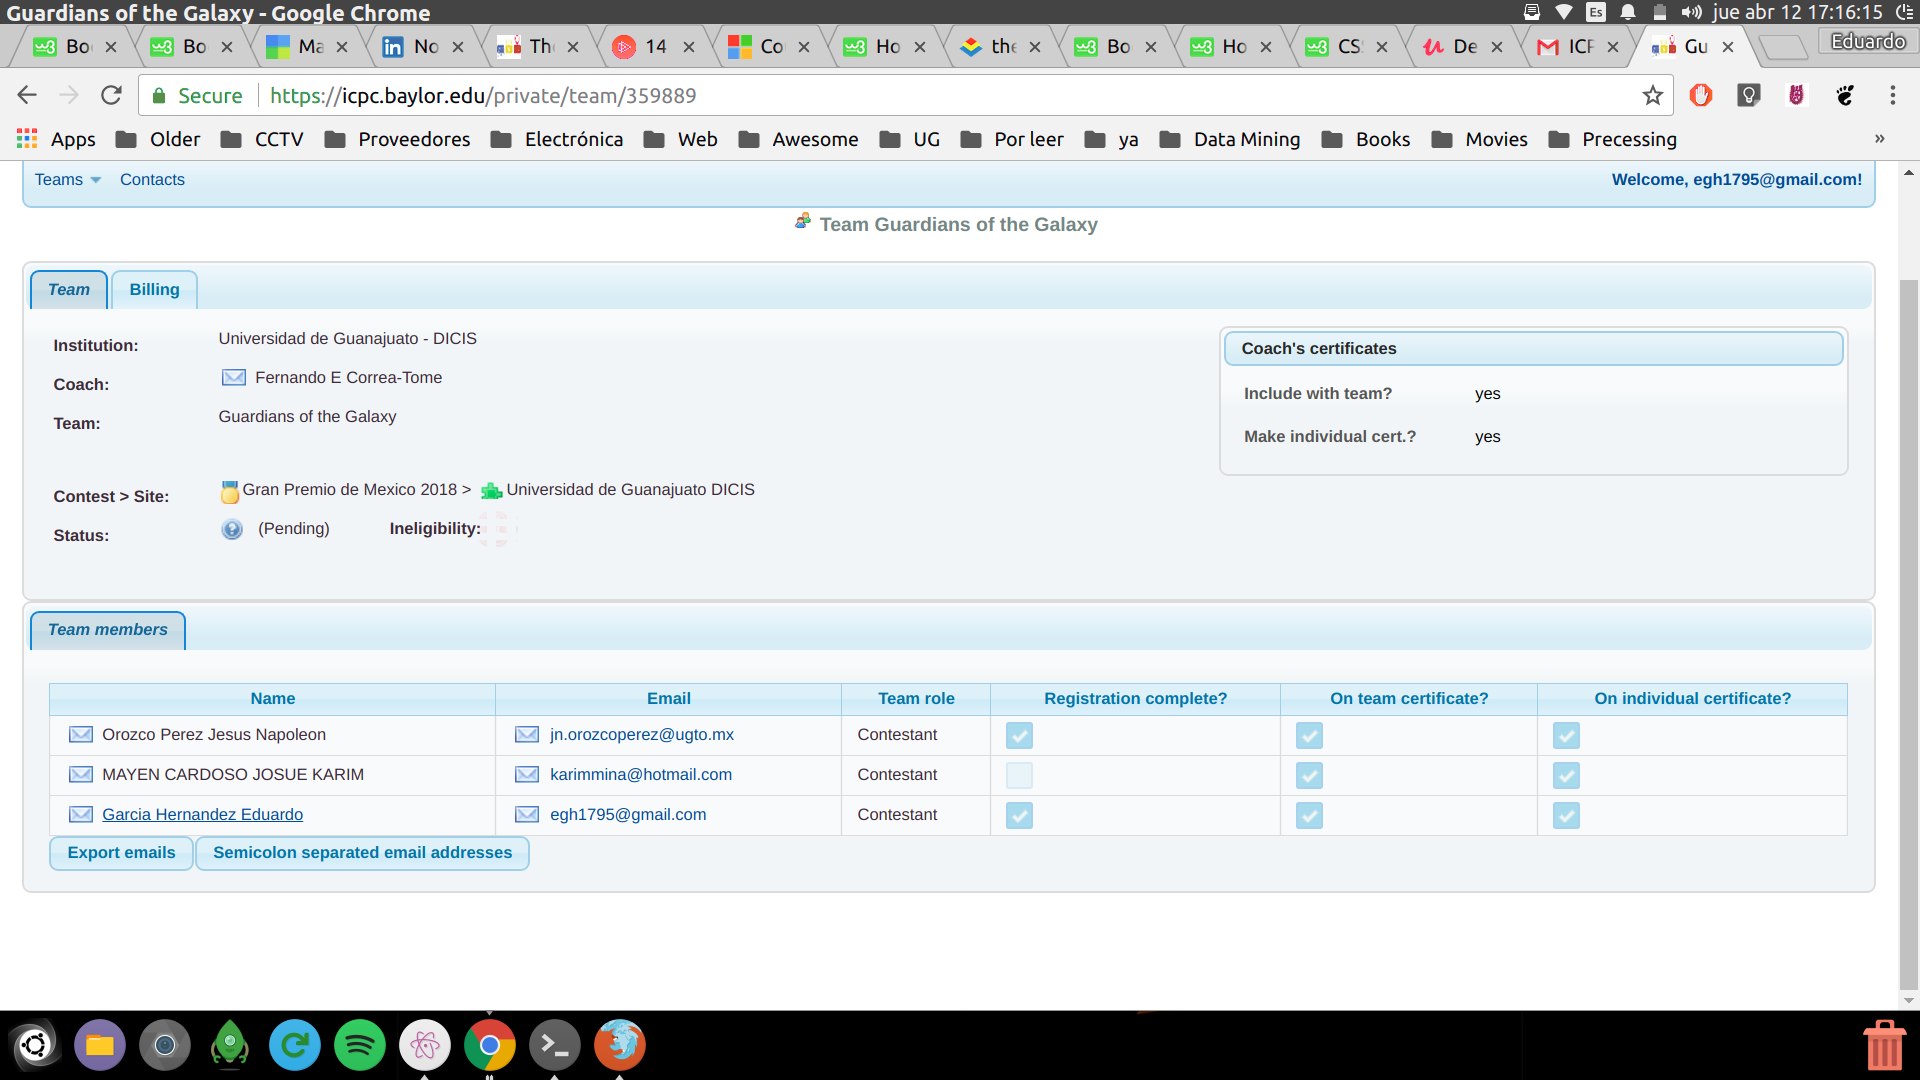 Guardians of the Galaxy - Google Chrome
Es
jue abr 12 17:16:15
Bo
Bo
Ma
No
Th
14
Co
Ho
the
Bo
Ho
CS
De
ICP
Gu
Eduardo
Secure
https://icpc.baylor.edu/private/team/359889
Apps Older CCTV Proveedores Electrónica Web Awesome UG Por leer ya Data Mining Books Movies Precessing »
Teams Contacts
Welcome, egh1795@gmail.com!
Team Guardians of the Galaxy
Team Billing
Institution: Universidad de Guanajuato - DICIS
Coach: Fernando E Correa-Tome
Team: Guardians of the Galaxy
Contest > Site: Gran Premio de Mexico 2018 > Universidad de Guanajuato DICIS
Status: (Pending) Ineligibility:
Coach's certificates
Include with team? yes
Make individual cert.? yes
Team members
Name Email Team role Registration complete? On team certificate? On individual certificate?
Orozco Perez Jesus Napoleon jn.orozcoperez@ugto.mx Contestant
MAYEN CARDOSO JOSUE KARIM karimmina@hotmail.com Contestant
Garcia Hernandez Eduardo egh1795@gmail.com Contestant
Export emails Semicolon separated email addresses